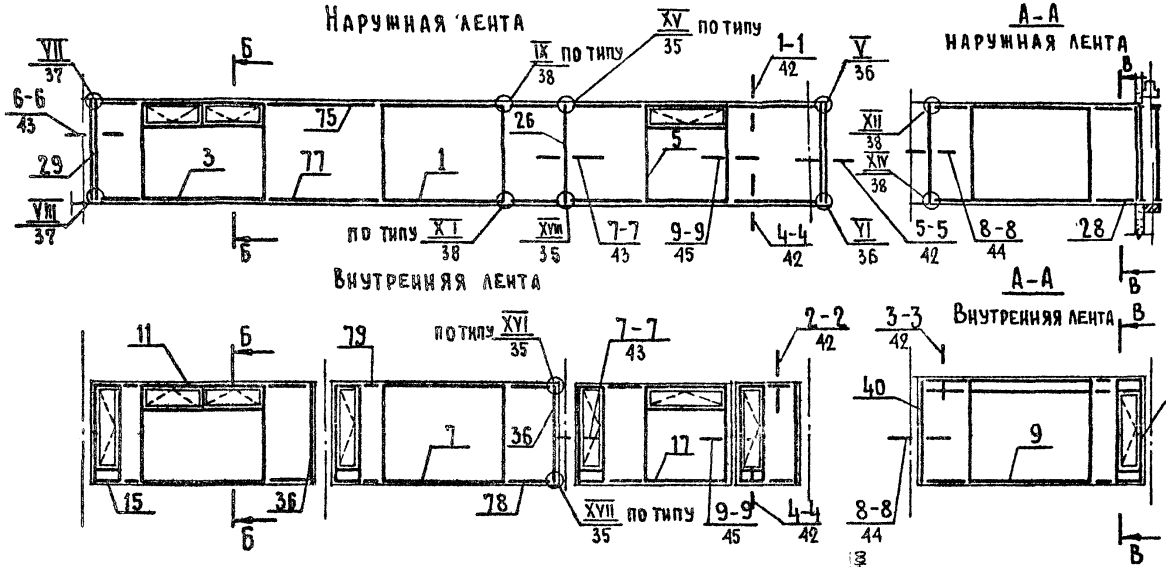 НАРУЖНАЯ ЛЕНТА
А-А
НАРУЖНАЯ ЛЕНТА
VII
37
Б
IX ПО ТИПУ
38
XV ПО ТИПУ
35
1-1
42
V
36
В
6-6
43
75
26
5
XII
38
29
3
77
1
XIV
38
VIII
37
Б
ПО ТИПУ XI
38
XVIII
35
7-7
43
9-9
45
4-4
42
VI
36
5-5
42
8-8
44
28
В
ВНУТРЕННЯЯ ЛЕНТА
А-А
ВНУТРЕННЯЯ ЛЕНТА
11
Б
79
ПО ТИПУ XVI
35
7-7
43
2-2
42
3-3
42
В
40
7
36
17
9
15
36
Б
78
XVII ПО ТИПУ
35
9-9
45
4-4
42
8-8
44
В